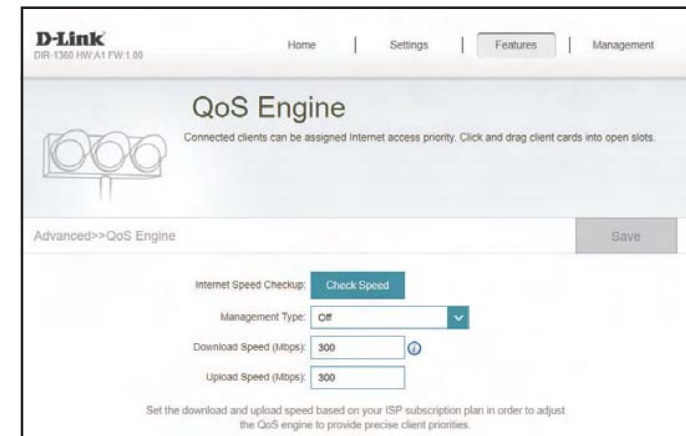 D-Link
DIR-1360 HW:A1 FW:1.00
Home | Settings | Features | Management
QoS Engine
Connected clients can be assigned Internet access priority. Click and drag client cards into open slots.
Advanced>>QoS Engine
Save
Internet Speed Checkup: Check Speed
Management Type: Off
Download Speed (Mbps): 300
Upload Speed (Mbps): 300
Set the download and upload speed based on your ISP subscription plan in order to adjust
the QoS engine to provide precise client priorities.